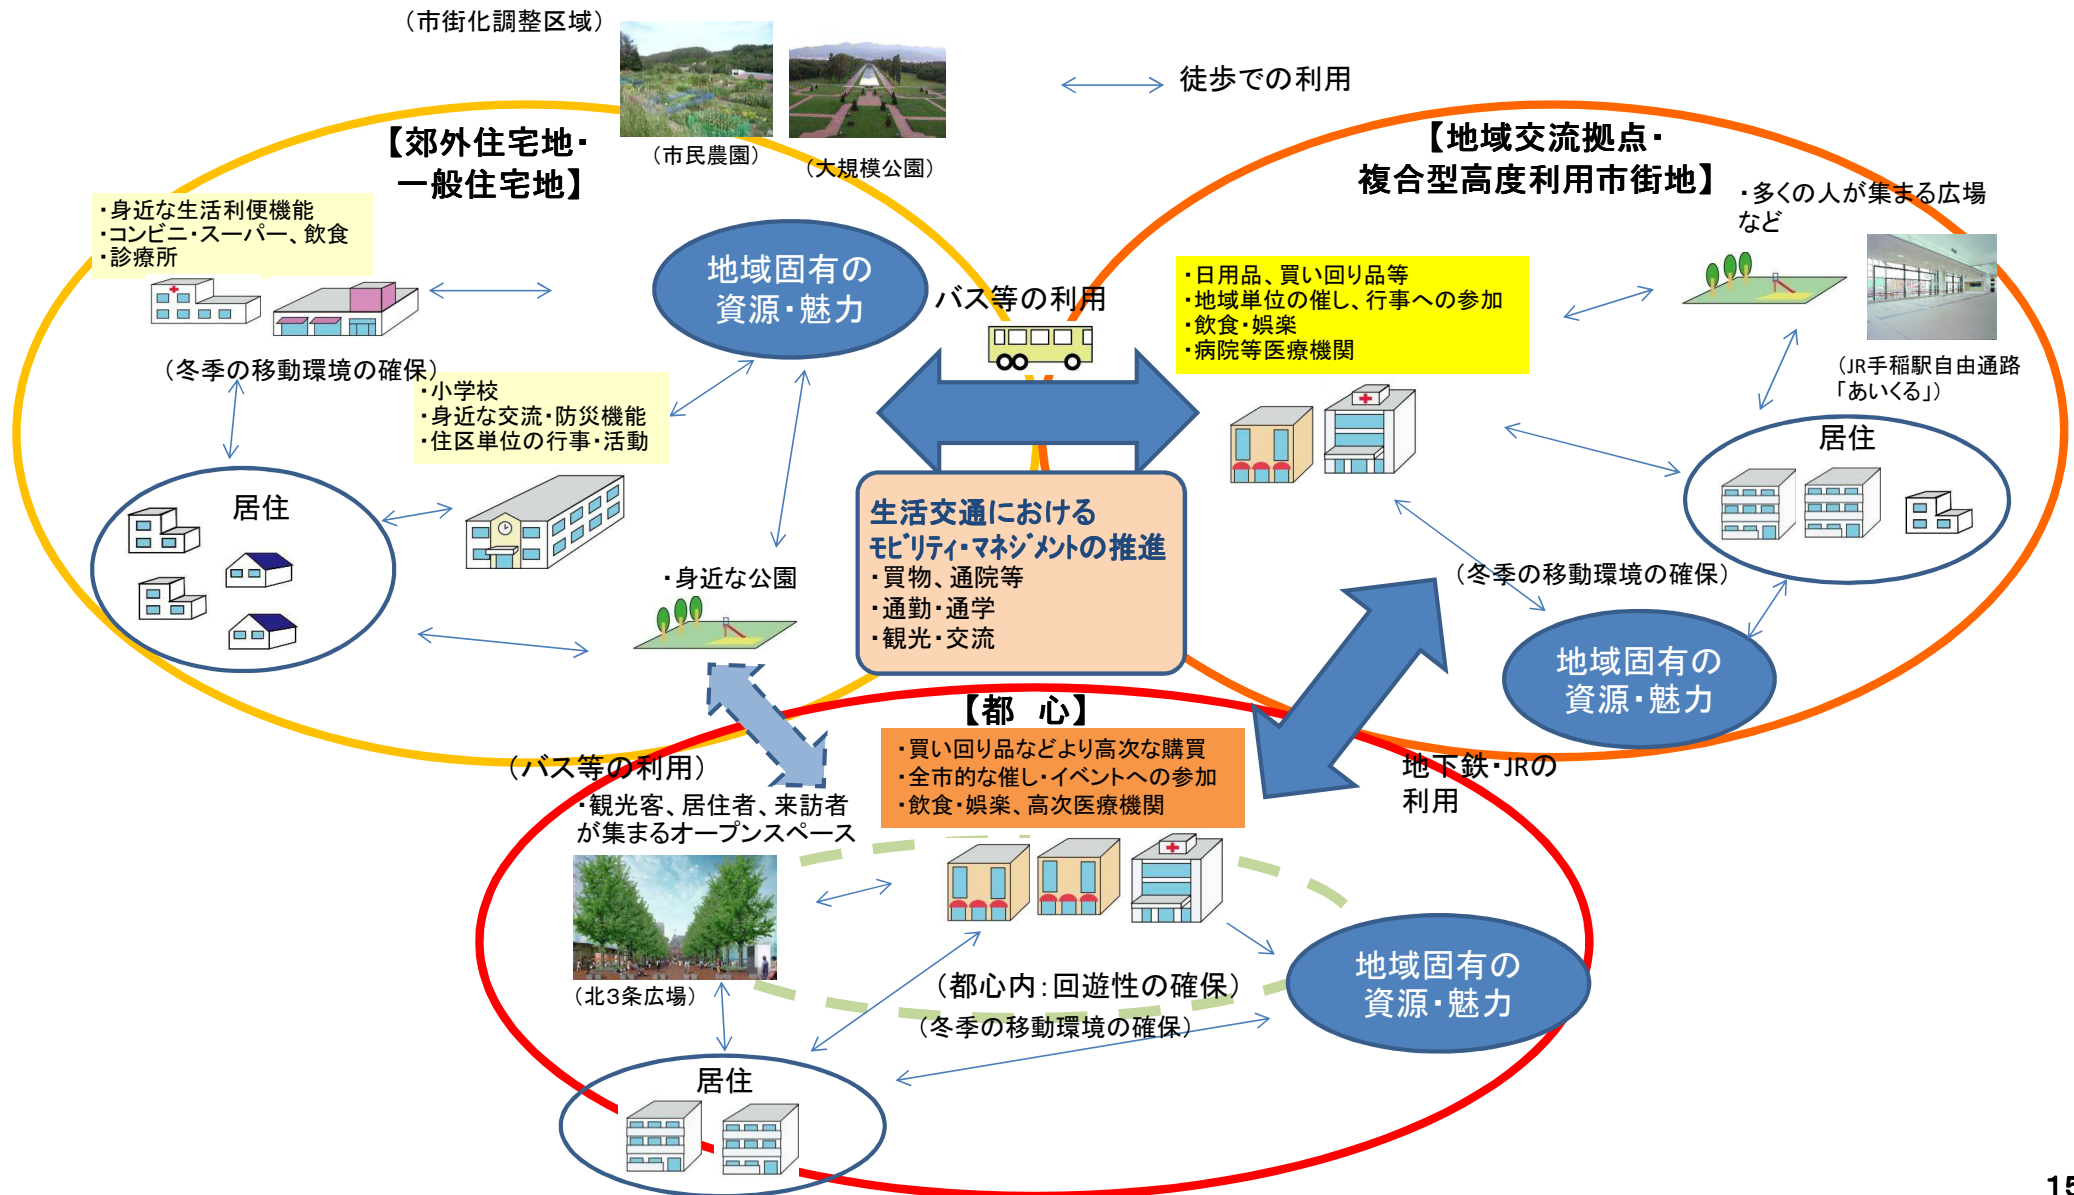 （市街化調整区域）
（市民農園）
（大規模公園）
徒歩での利用
【郊外住宅地・
一般住宅地】
・身近な生活利便機能
・コンビニ・スーパー、飲食
・診療所
（冬季の移動環境の確保）
地域固有の
資源・魅力
・小学校
・身近な交流・防災機能
・住区単位の行事・活動
居住
・身近な公園
バス等の利用
【地域交流拠点・
複合型高度利用市街地】
・多くの人が集まる広場
など
・日用品、買い回り品等
・地域単位の催し、行事への参加
・飲食・娯楽
・病院等医療機関
（JR手稲駅自由通路
「あいくる」）
居住
（冬季の移動環境の確保）
地域固有の
資源・魅力
生活交通における
モビリティ・マネジメントの推進
・買物、通院等
・通勤・通学
・観光・交流
（バス等の利用）
地下鉄・JRの
利用
【都　心】
・買い回り品などより高次な購買
・全市的な催し・イベントへの参加
・飲食・娯楽、高次医療機関
・観光客、居住者、来訪者
が集まるオープンスペース
（北３条広場）
（都心内：回遊性の確保）
（冬季の移動環境の確保）
地域固有の
資源・魅力
居住
15